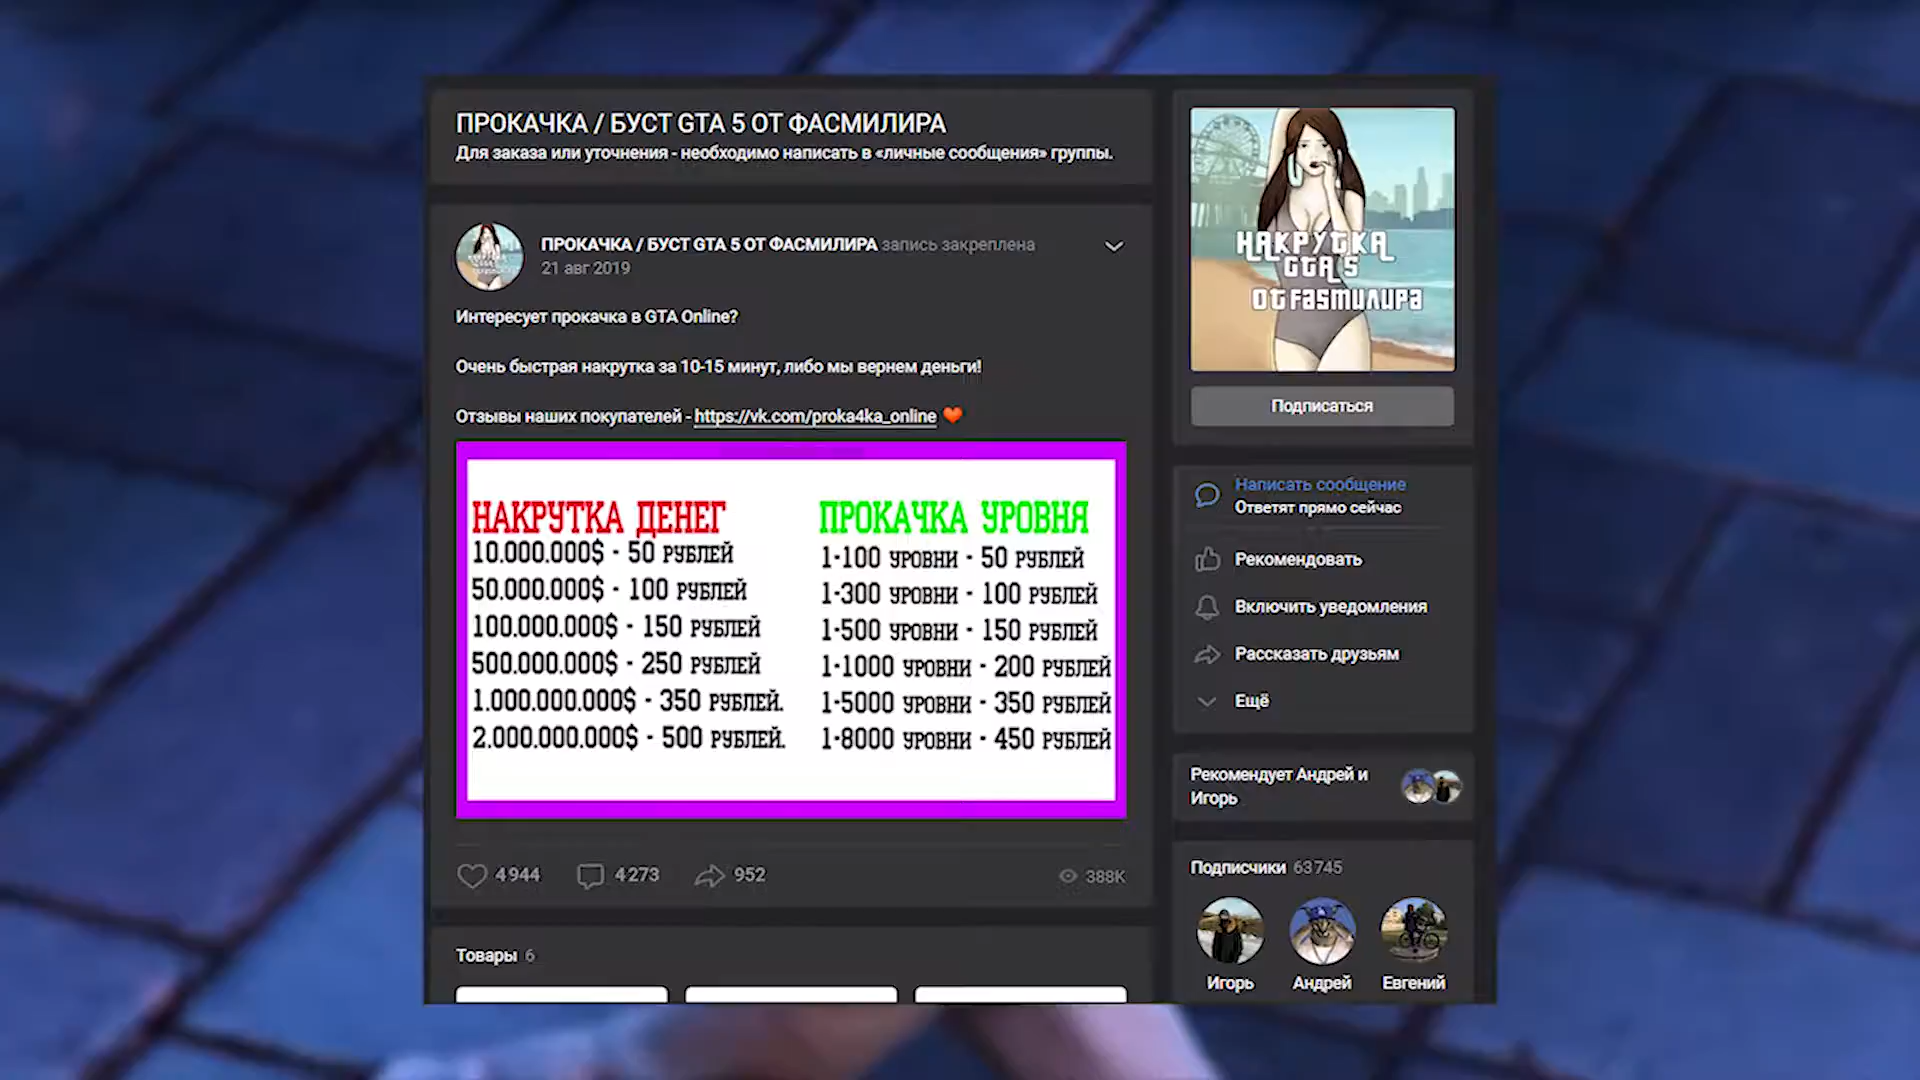 ПРОКАЧКА / БУСТ GTA 5 ОТ ФАСМИЛИРА
Для заказа или уточнения - необходимо написать в «личные сообщения» группы.
ПРОКАЧКА / БУСТ GTA 5 ОТ ФАСМИЛИРА запись закреплена
21 авг 2019
Интересует прокачка в GTA Online?
Очень быстрая накрутка за 10-15 минут, либо мы вернем деньги!
Отзывы наших покупателей - https://vk.com/proka4ka_online
НАКРУТКА ДЕНЕГ
10.000.000$ - 50 РУБЛЕЙ
50.000.000$ - 100 РУБЛЕЙ
100.000.000$ - 150 РУБЛЕЙ
500.000.000$ - 250 РУБЛЕЙ
1.000.000.000$ - 350 РУБЛЕЙ.
2.000.000.000$ - 500 РУБЛЕЙ.
ПРОКАЧКА УРОВНЯ
1-100 УРОВНИ - 50 РУБЛЕЙ
1-300 УРОВНИ - 100 РУБЛЕЙ
1-500 УРОВНИ - 150 РУБЛЕЙ
1-1000 УРОВНИ - 200 РУБЛЕЙ
1-5000 УРОВНИ - 350 РУБЛЕЙ
1-8000 УРОВНИ - 450 РУБЛЕЙ
4 944
4 273
952
388K
Товары 6
НАКРУТКА
GTA 5
ОТ FASМИЛИРА
Подписаться
Написать сообщение
Ответят прямо сейчас
Рекомендовать
Включить уведомления
Рассказать друзьям
Ещё
Рекомендует Андрей и
Игорь
Подписчики 63 745
Игорь
Андрей
Евгений